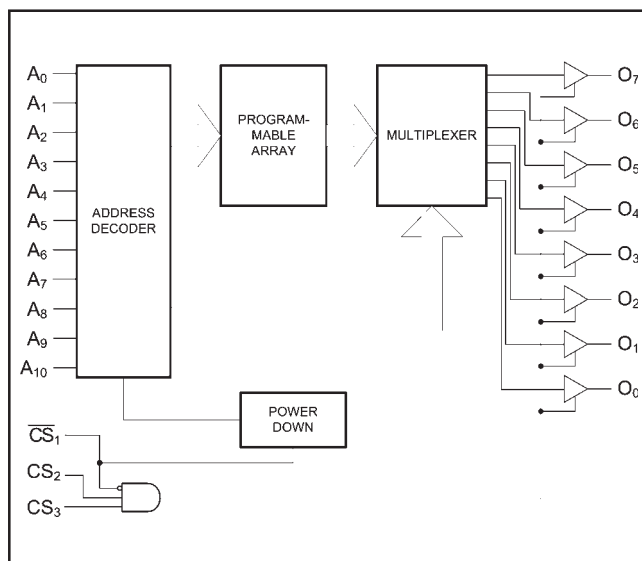 A0
A1
A2
A3
A4
A5
A6
A7
A8
A9
A10
ADDRESS
DECODER
PROGRAM-
MABLE
ARRAY
MULTIPLEXER
O7
O6
O5
O4
O3
O2
O1
O0
POWER
DOWN
C̅S̅1
CS2
CS3